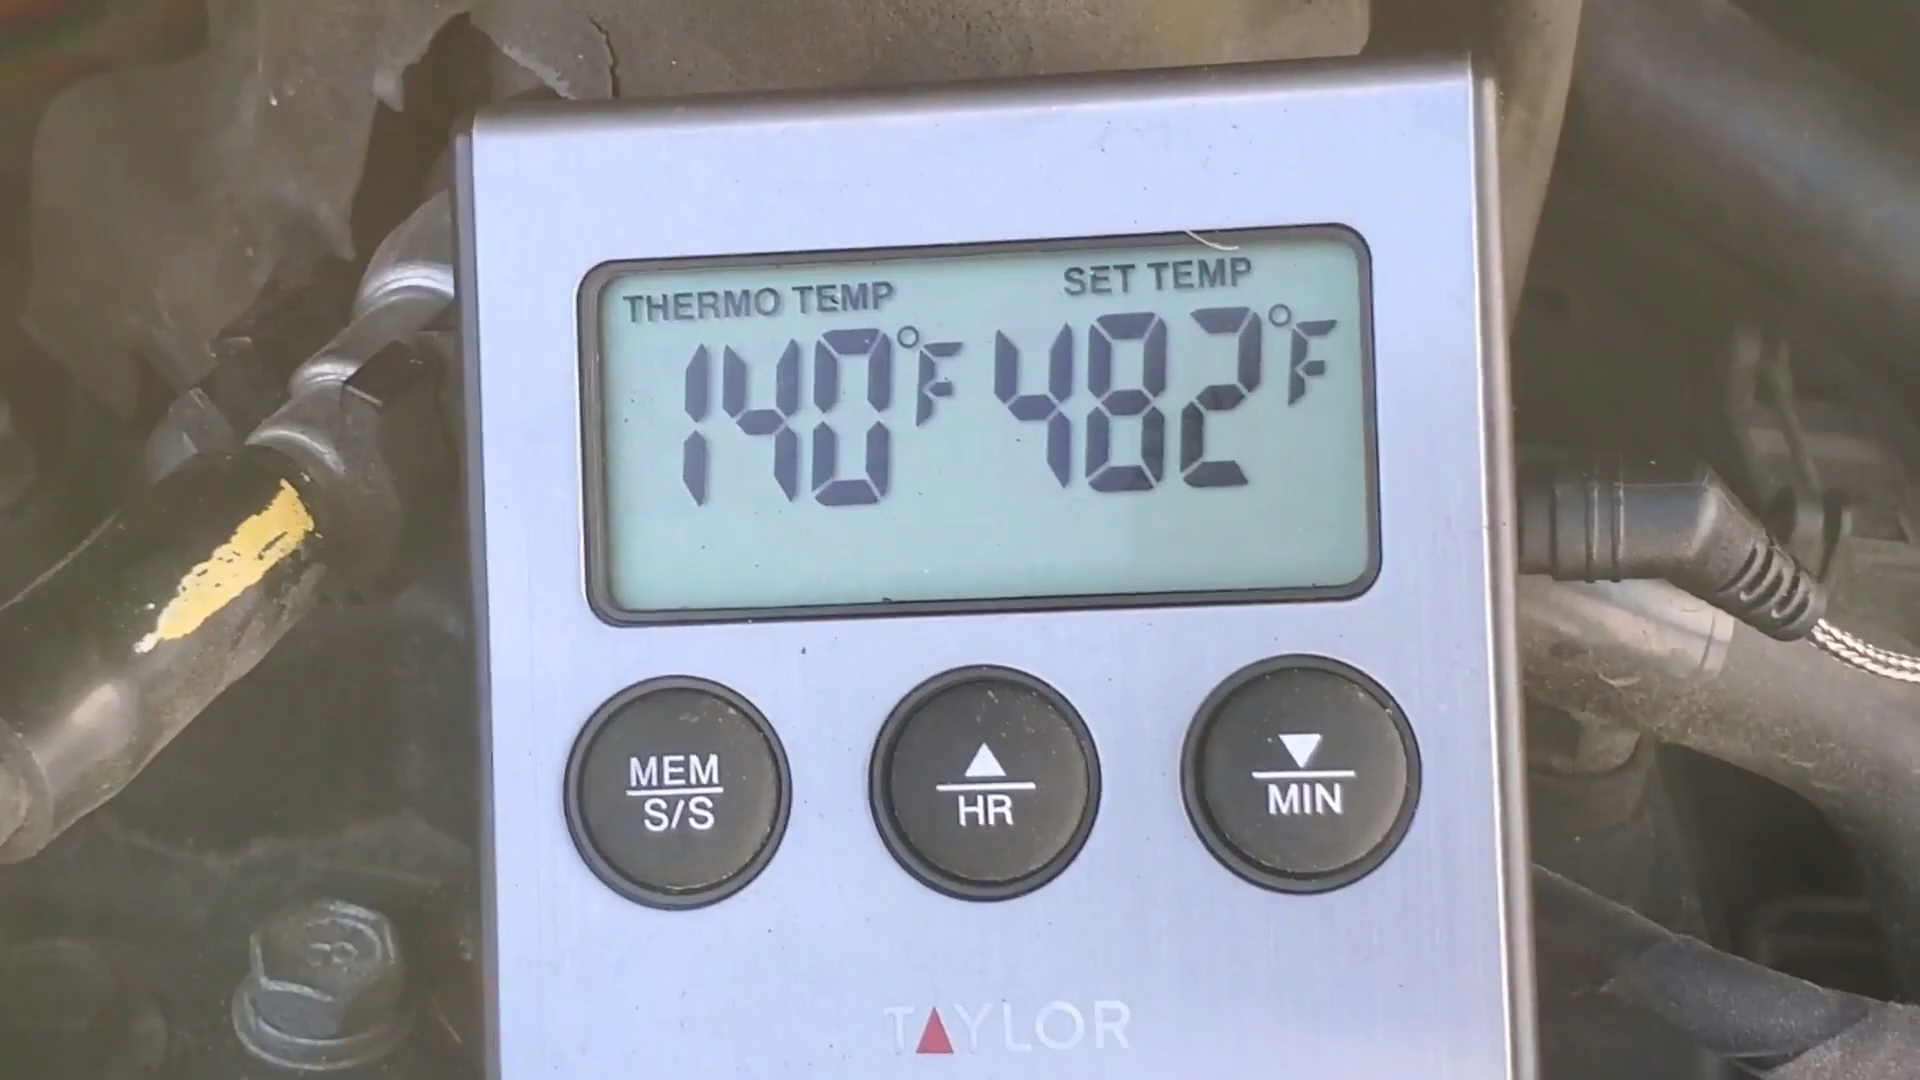 THERMO TEMP SET TEMP
140°F 482°F
MEM
S/S
▲
HR
▼
MIN
TAYLOR